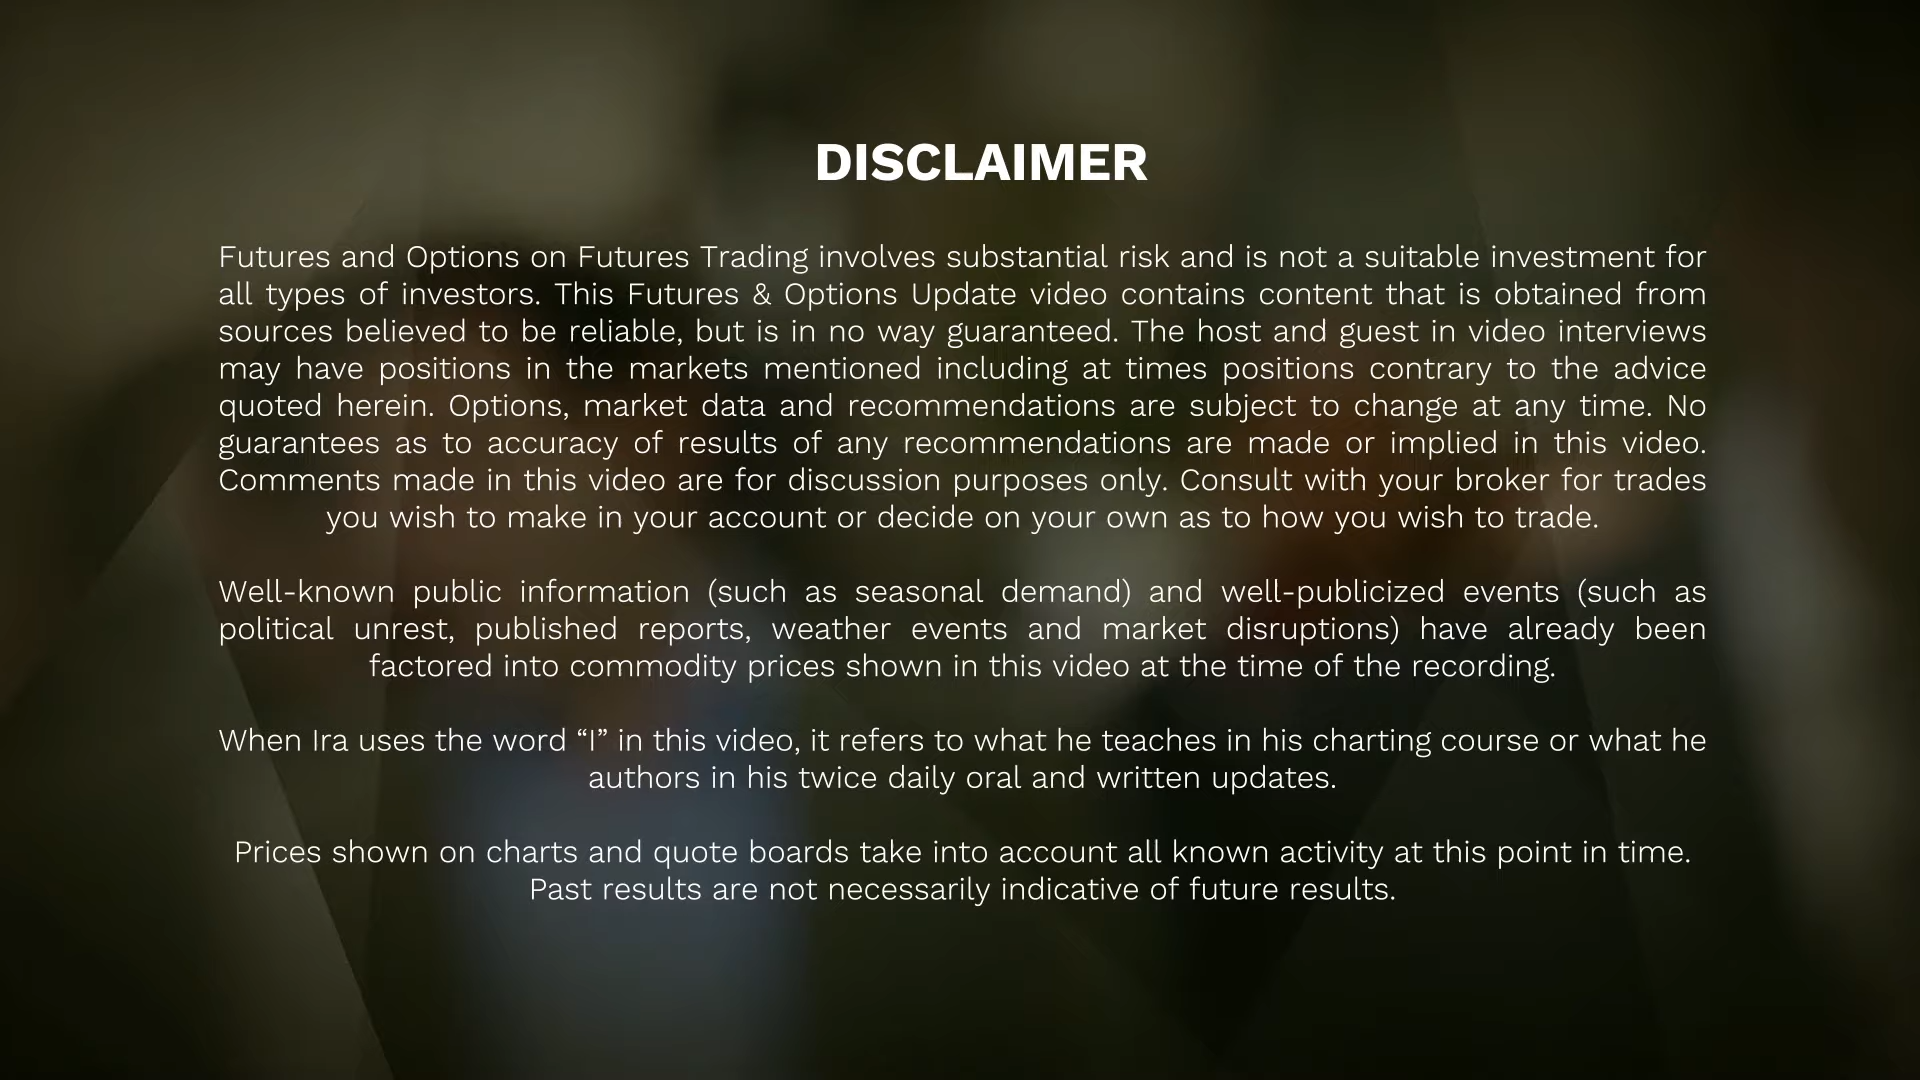 DISCLAIMER
Futures and Options on Futures Trading involves substantial risk and is not a suitable investment for
all types of investors. This Futures & Options Update video contains content that is obtained from
sources believed to be reliable, but is in no way guaranteed. The host and guest in video interviews
may have positions in the markets mentioned including at times positions contrary to the advice
quoted herein. Options, market data and recommendations are subject to change at any time. No
guarantees as to accuracy of results of any recommendations are made or implied in this video.
Comments made in this video are for discussion purposes only. Consult with your broker for trades
you wish to make in your account or decide on your own as to how you wish to trade.
Well-known public information (such as seasonal demand) and well-publicized events (such as
political unrest, published reports, weather events and market disruptions) have already been
factored into commodity prices shown in this video at the time of the recording.
When Ira uses the word “I” in this video, it refers to what he teaches in his charting course or what he
authors in his twice daily oral and written updates.
Prices shown on charts and quote boards take into account all known activity at this point in time.
Past results are not necessarily indicative of future results.